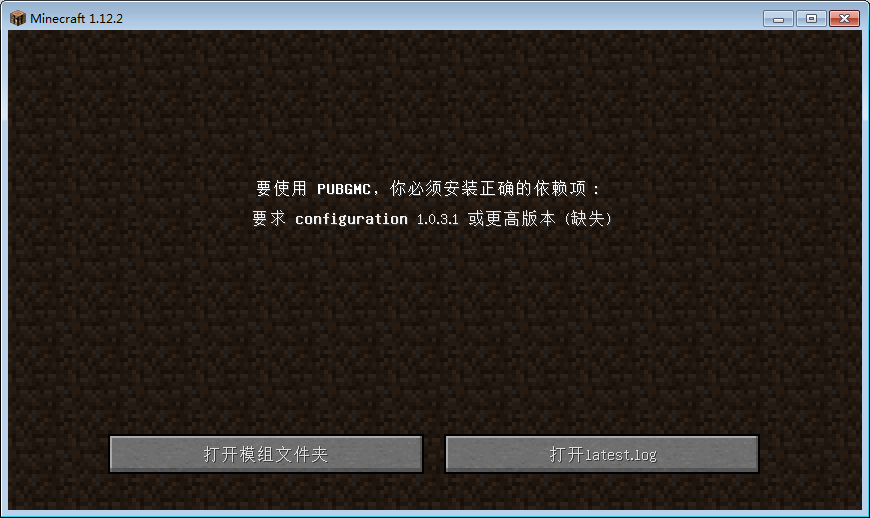 Minecraft 1.12.2
要使用 PUBGMC，你必须安装正确的依赖项：
要求 configuration 1.0.3.1 或更高版本 (缺失)
打开模组文件夹
打开latest.log